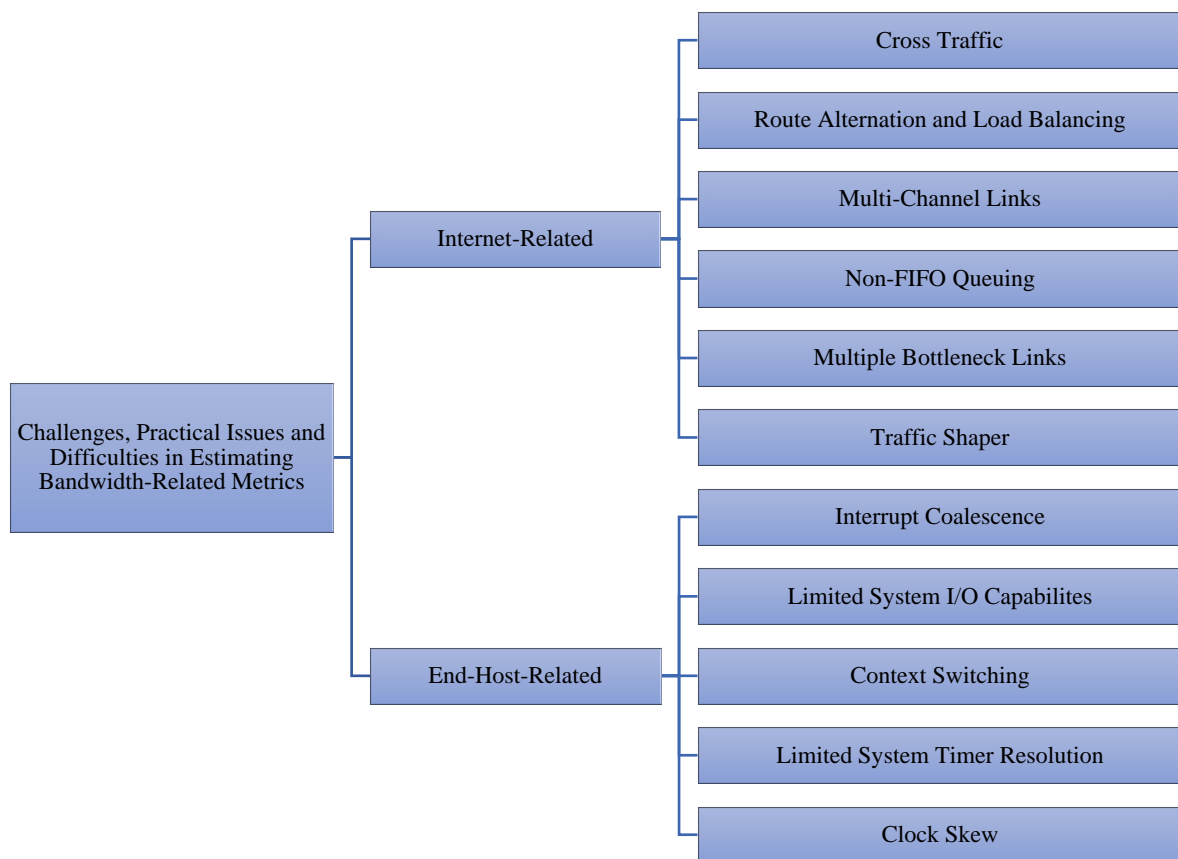 Cross Traffic
Route Alternation and Load Balancing
Multi-Channel Links
Internet-Related
Non-FIFO Queuing
Multiple Bottleneck Links
Challenges, Practical Issues and
Difficulties in Estimating
Bandwidth-Related Metrics
Traffic Shaper
Interrupt Coalescence
Limited System I/O Capabilites
End-Host-Related
Context Switching
Limited System Timer Resolution
Clock Skew